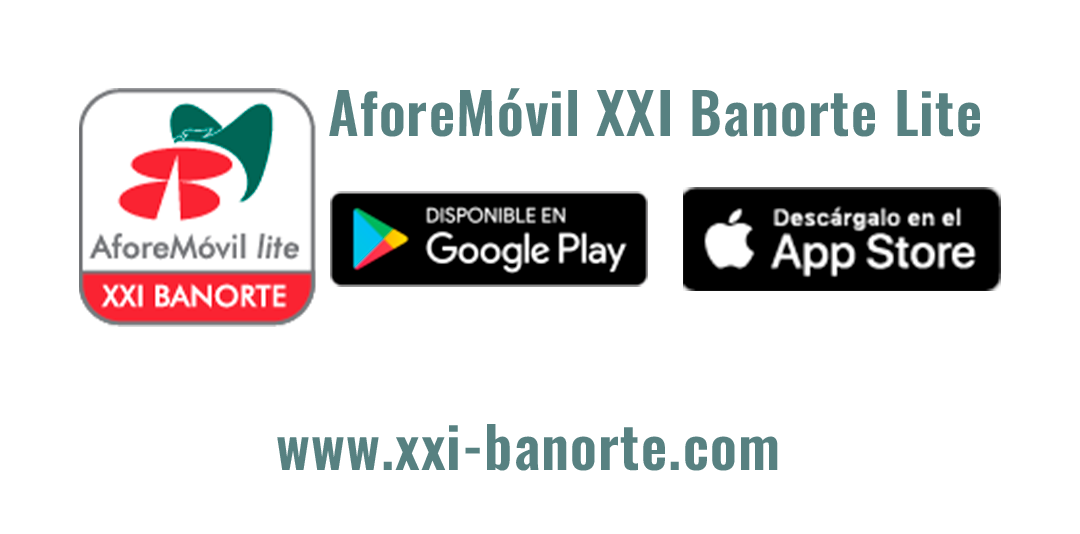 AforeMóvil XXI Banorte Lite
AforeMóvil lite
XXI BANORTE
DISPONIBLE EN
Google Play
Descárgalo en el
App Store
www.xxi-banorte.com